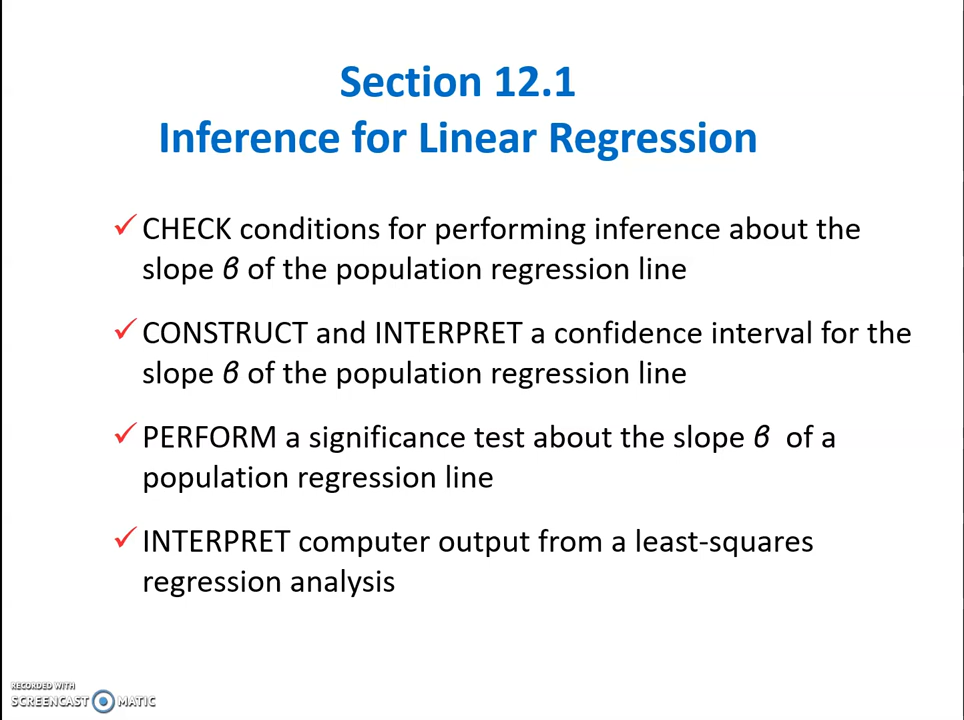 Section 12.1
Inference for Linear Regression
✓ CHECK conditions for performing inference about the
slope β of the population regression line
✓ CONSTRUCT and INTERPRET a confidence interval for the
slope β of the population regression line
✓ PERFORM a significance test about the slope β of a
population regression line
✓ INTERPRET computer output from a least-squares
regression analysis
RECORDED WITH
SCREENCAST MATIC